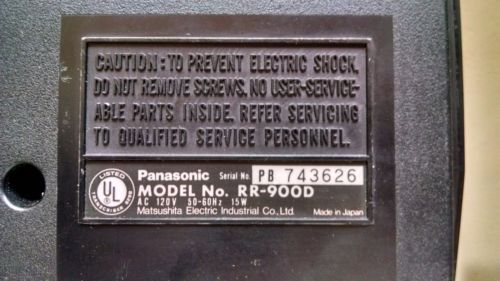 CAUTION: TO PREVENT ELECTRIC SHOCK,
DO NOT REMOVE SCREWS. NO USER-SERVICE-
ABLE PARTS INSIDE. REFER SERVICING
TO QUALIFIED SERVICE PERSONNEL.
LISTED
UL
Panasonic Serial No. PB 743626
MODEL No. RR-900D
AC 120V 50-60Hz 15W
Matsushita Electric Industrial Co., Ltd. Made in Japan